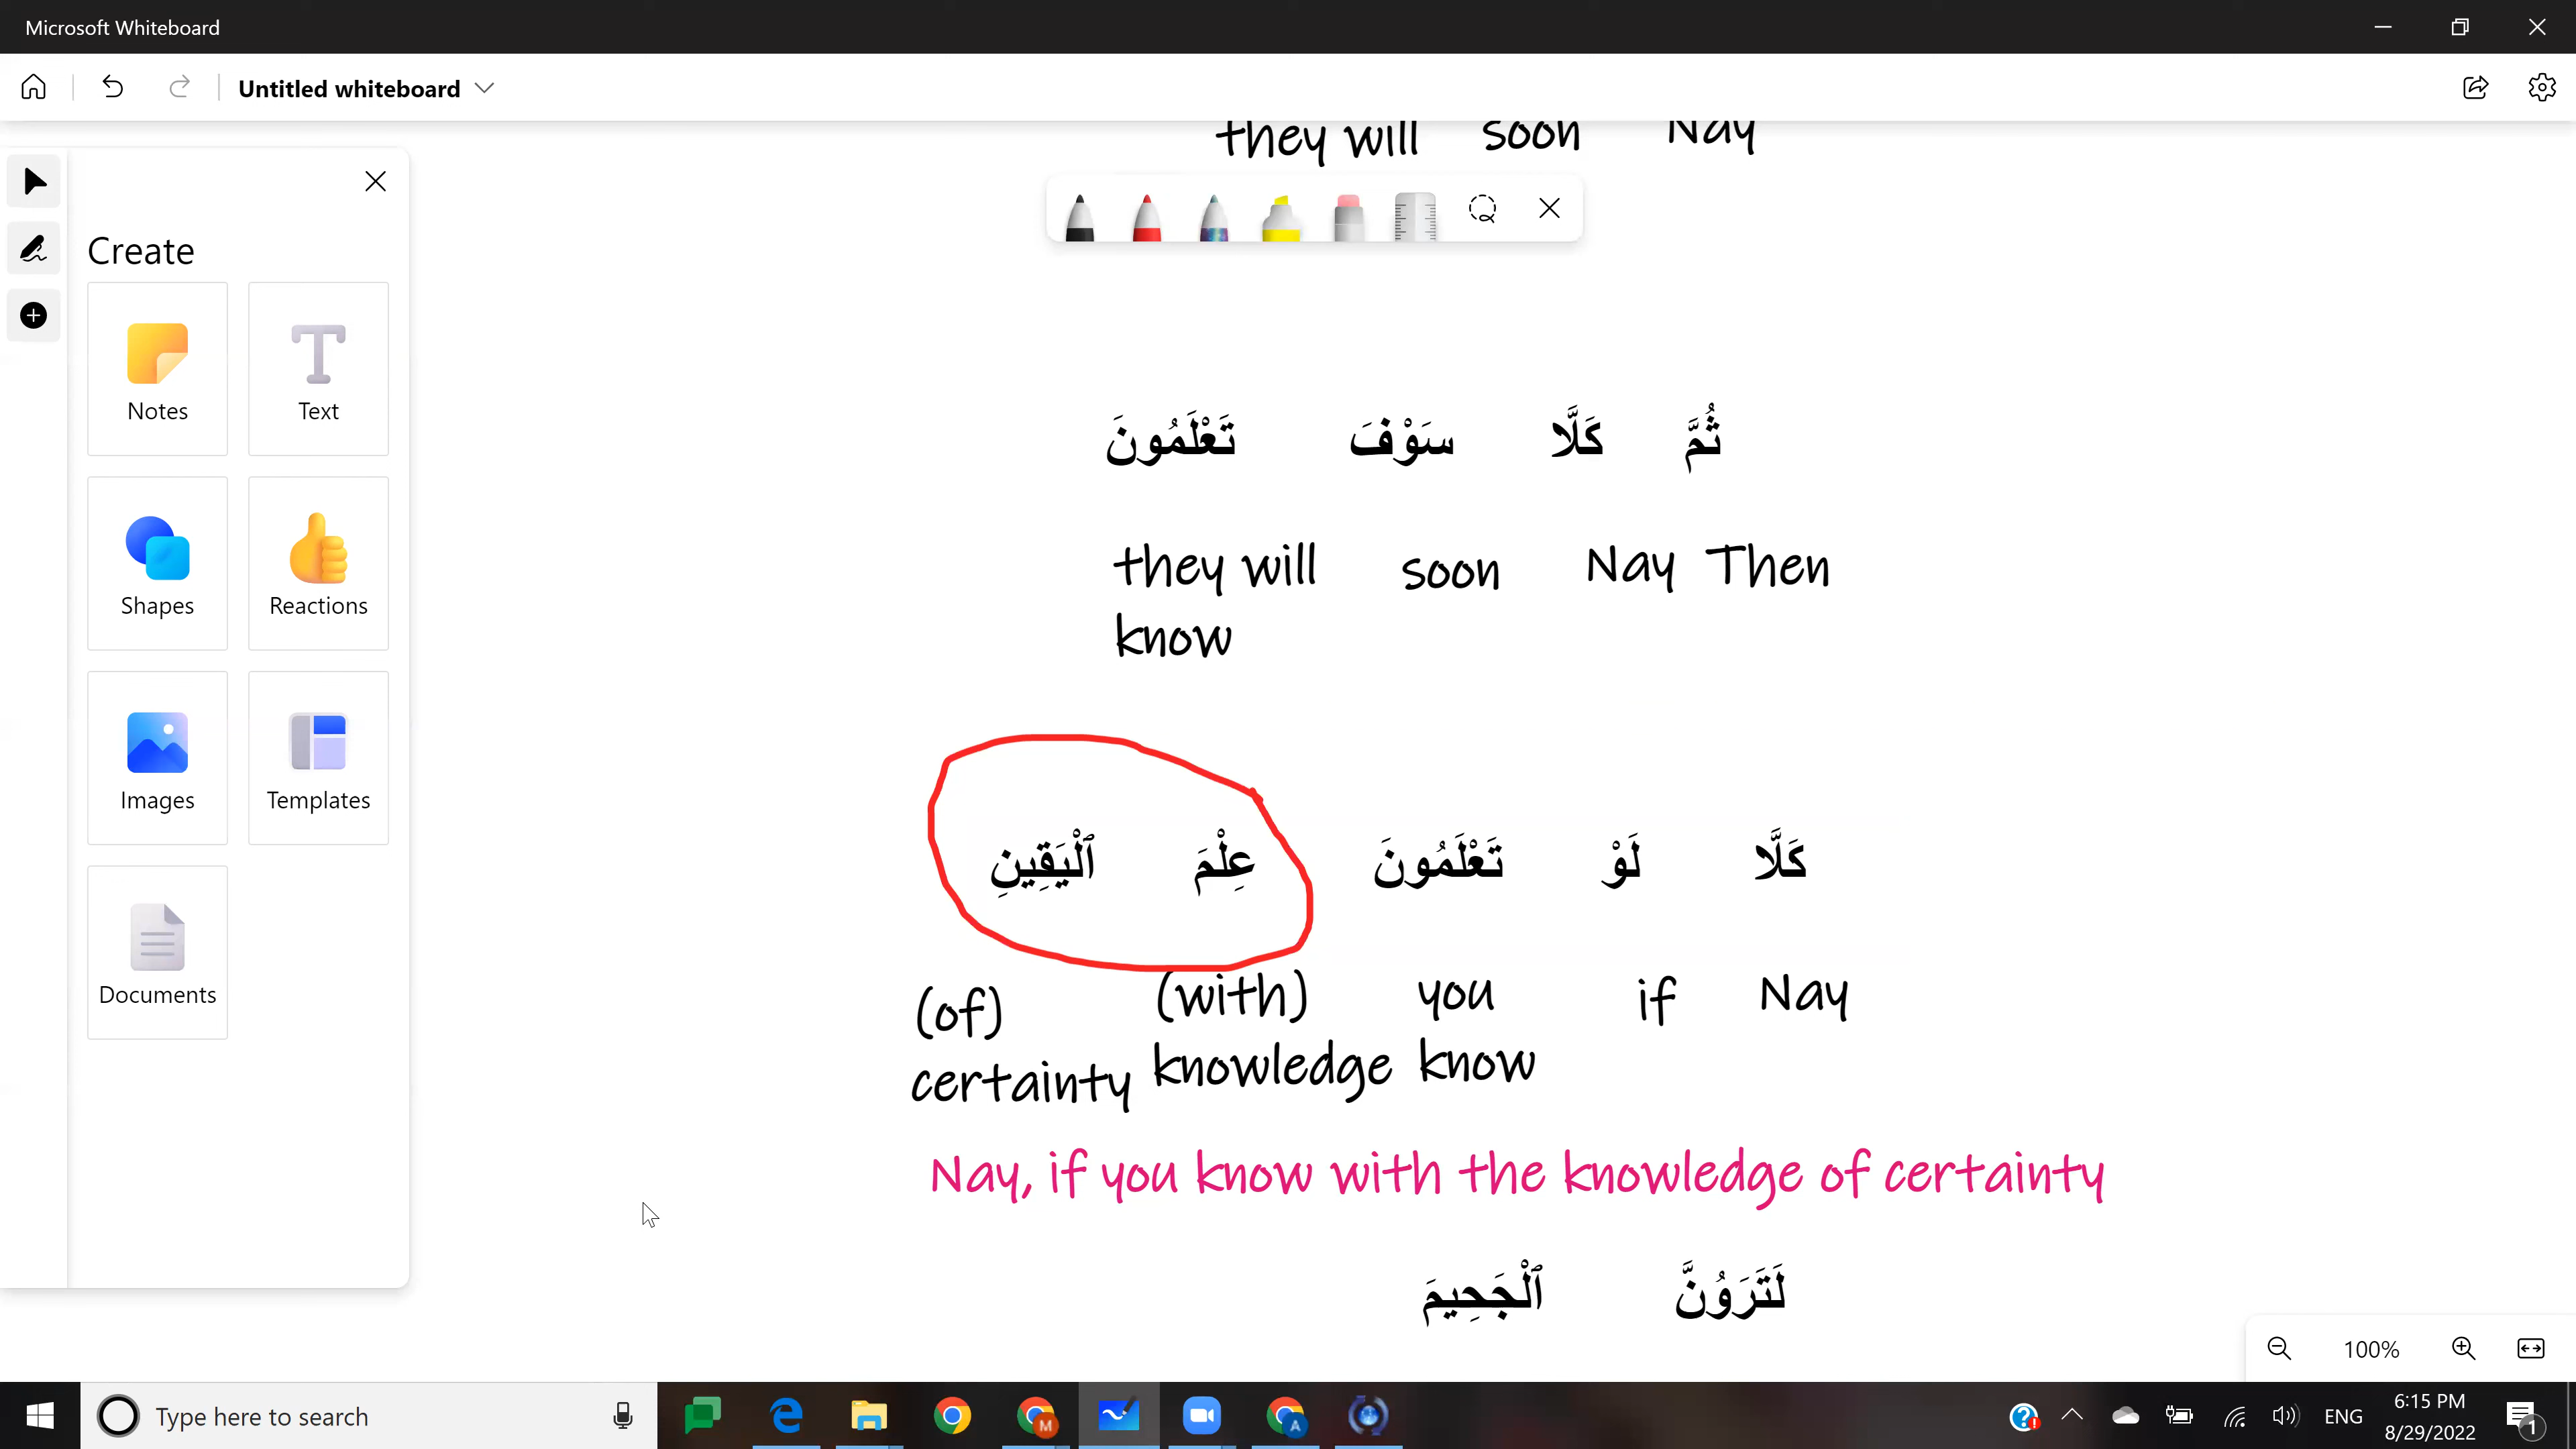 Microsoft Whiteboard
Untitled whiteboard
Create
Notes
Text
Shapes
Reactions
Images
Templates
Documents
they will soon Nay
ثُمَّ كَلَّا سَوْفَ تَعْلَمُونَ
they will soon Nay Then
know
كَلَّا لَوْ تَعْلَمُونَ عِلْمَ ٱلْيَقِينِ
(of) (with) you if Nay
certainty knowledge know
Nay, if you know with the knowledge of certainty
لَتَرَوُنَّ ٱلْجَحِيمَ
100%
Type here to search
M
A
ENG
6:15 PM
8/29/2022
1